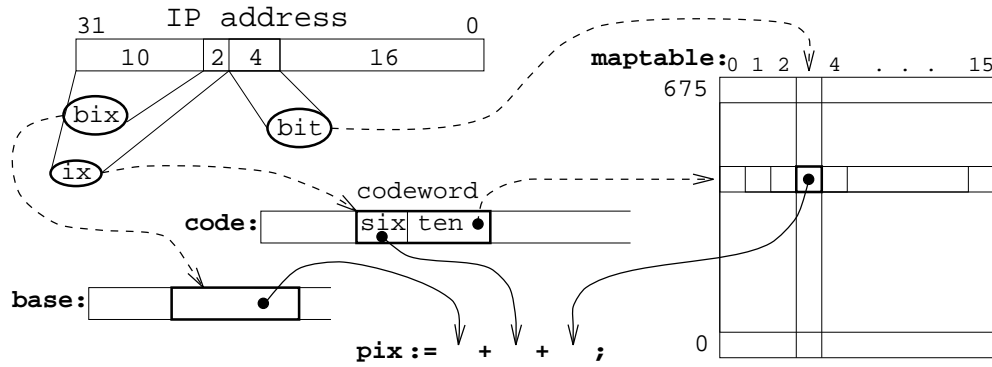 IP address
31 0
10 2 4 16
maptable: 0 1 2 4 . . . 15
675
bix
bit
ix
codeword
code: six ten
base:
0
pix := + + ;